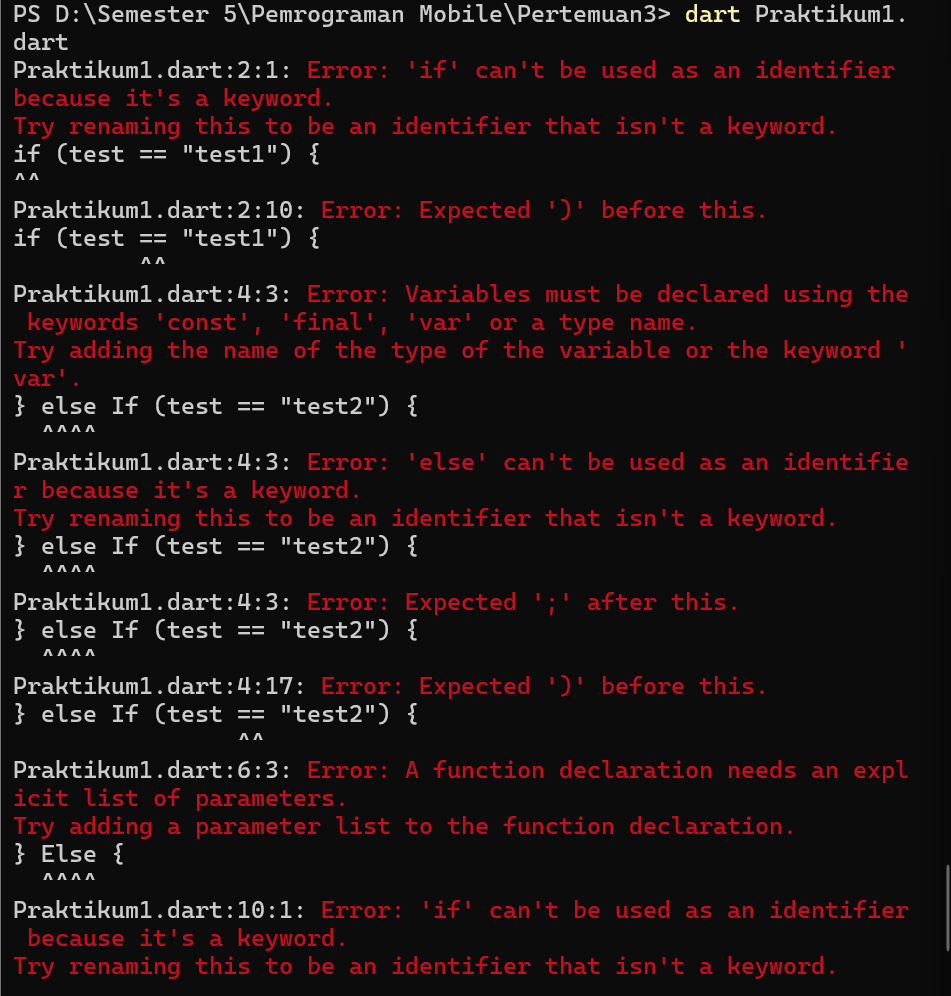 PS D:\Semester 5\Pemrograman Mobile\Pertemuan3> dart Praktikum1.
dart
Praktikum1.dart:2:1: Error: 'if' can't be used as an identifier
because it's a keyword.
Try renaming this to be an identifier that isn't a keyword.
if (test == "test1") {
^^
Praktikum1.dart:2:10: Error: Expected ')' before this.
if (test == "test1") {
         ^^
Praktikum1.dart:4:3: Error: Variables must be declared using the
 keywords 'const', 'final', 'var' or a type name.
Try adding the name of the type of the variable or the keyword '
var'.
} else If (test == "test2") {
  ^^^^
Praktikum1.dart:4:3: Error: 'else' can't be used as an identifie
r because it's a keyword.
Try renaming this to be an identifier that isn't a keyword.
} else If (test == "test2") {
  ^^^^
Praktikum1.dart:4:3: Error: Expected ';' after this.
} else If (test == "test2") {
  ^^^^
Praktikum1.dart:4:17: Error: Expected ')' before this.
} else If (test == "test2") {
                ^^
Praktikum1.dart:6:3: Error: A function declaration needs an expl
icit list of parameters.
Try adding a parameter list to the function declaration.
} Else {
  ^^^^
Praktikum1.dart:10:1: Error: 'if' can't be used as an identifier
 because it's a keyword.
Try renaming this to be an identifier that isn't a keyword.